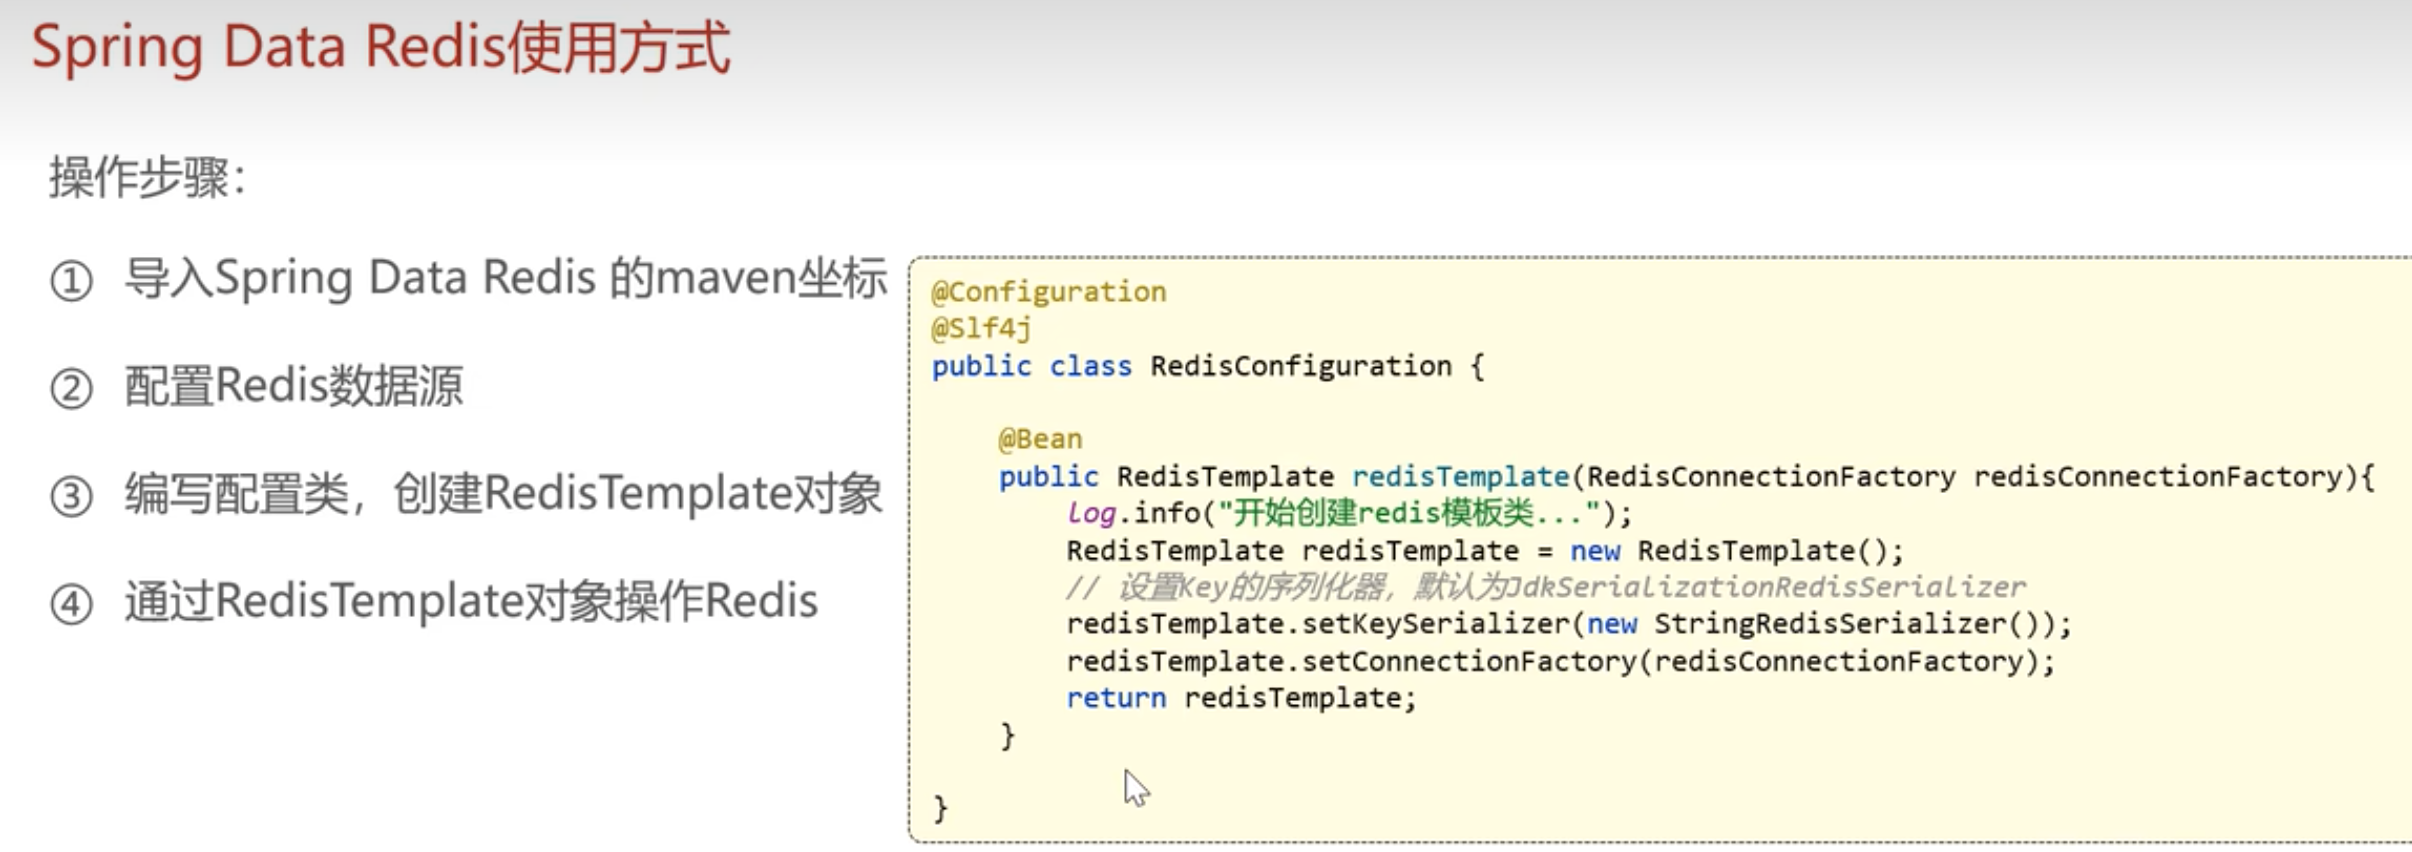 Spring Data Redis使用方式
操作步骤：
① 导入Spring Data Redis 的maven坐标
② 配置Redis数据源
③ 编写配置类，创建RedisTemplate对象
④ 通过RedisTemplate对象操作Redis
@Configuration
@Slf4j
public class RedisConfiguration {
@Bean
public RedisTemplate redisTemplate(RedisConnectionFactory redisConnectionFactory){
log.info("开始创建redis模板类...");
RedisTemplate redisTemplate = new RedisTemplate();
// 设置Key的序列化器，默认为JdkSerializationRedisSerializer
redisTemplate.setKeySerializer(new StringRedisSerializer());
redisTemplate.setConnectionFactory(redisConnectionFactory);
return redisTemplate;
}
}